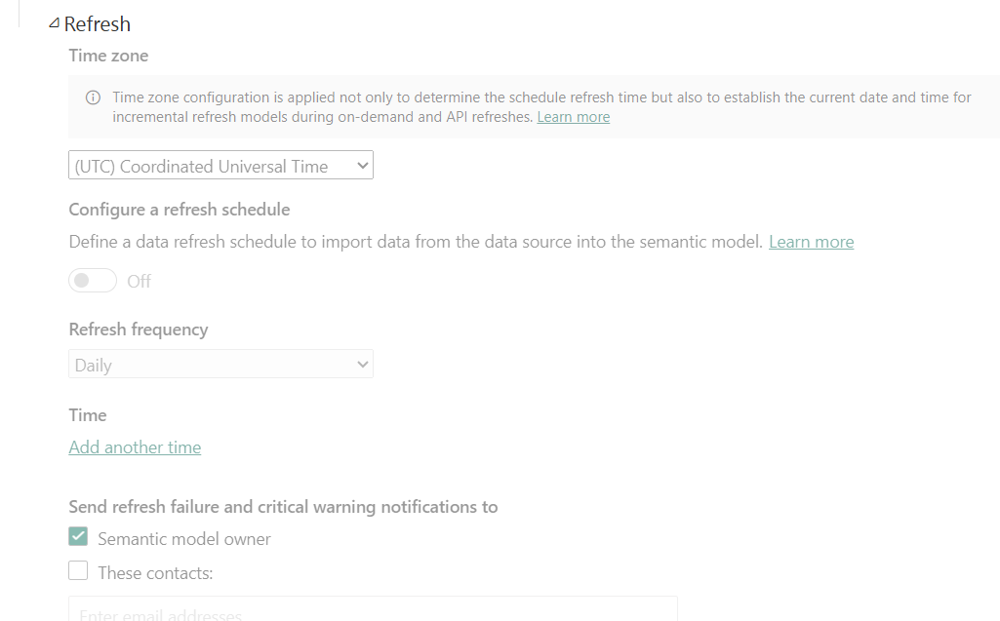 Refresh
Time zone
Time zone configuration is applied not only to determine the schedule refresh time but also to establish the current date and time for
incremental refresh models during on-demand and API refreshes. Learn more
(UTC) Coordinated Universal Time
Configure a refresh schedule
Define a data refresh schedule to import data from the data source into the semantic model. Learn more
Off
Refresh frequency
Daily
Time
Add another time
Send refresh failure and critical warning notifications to
Semantic model owner
These contacts:
Enter email addresses